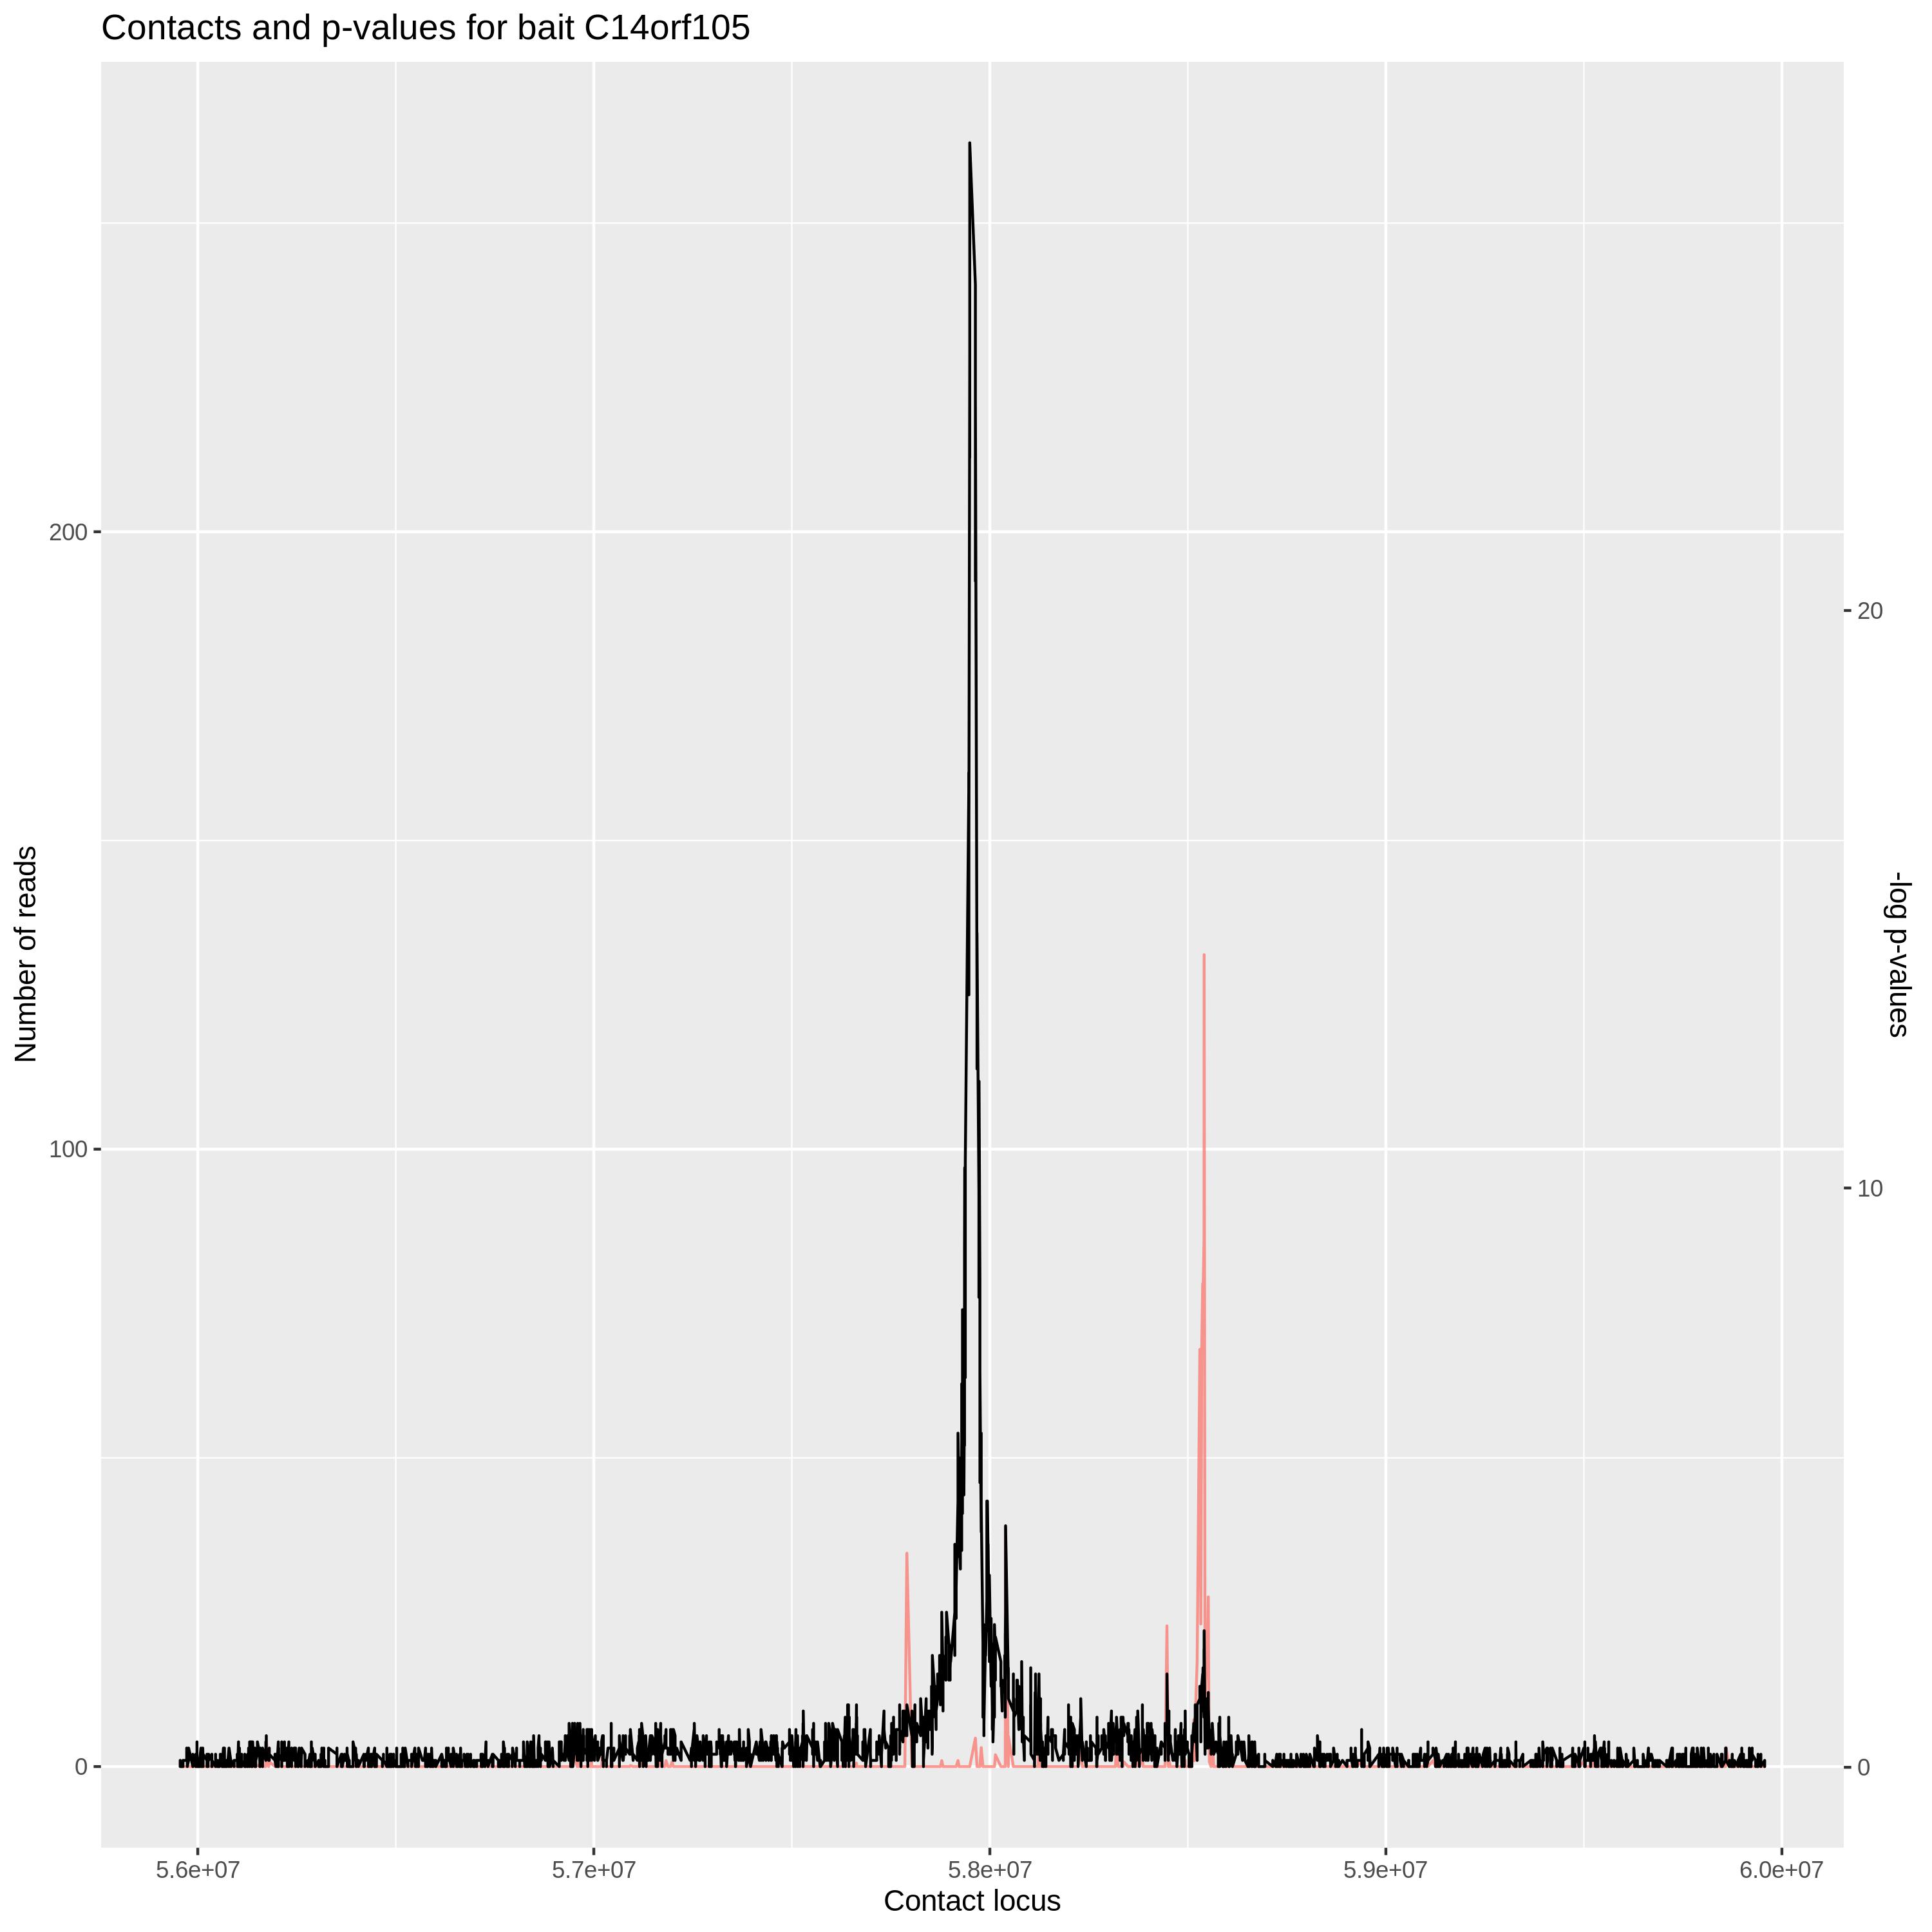 Contacts and p-values for bait C14orf105
Number of reads
200
100
0
20
10
0
-log p-values
5.6e+07 5.7e+07 5.8e+07 5.9e+07 6.0e+07
Contact locus